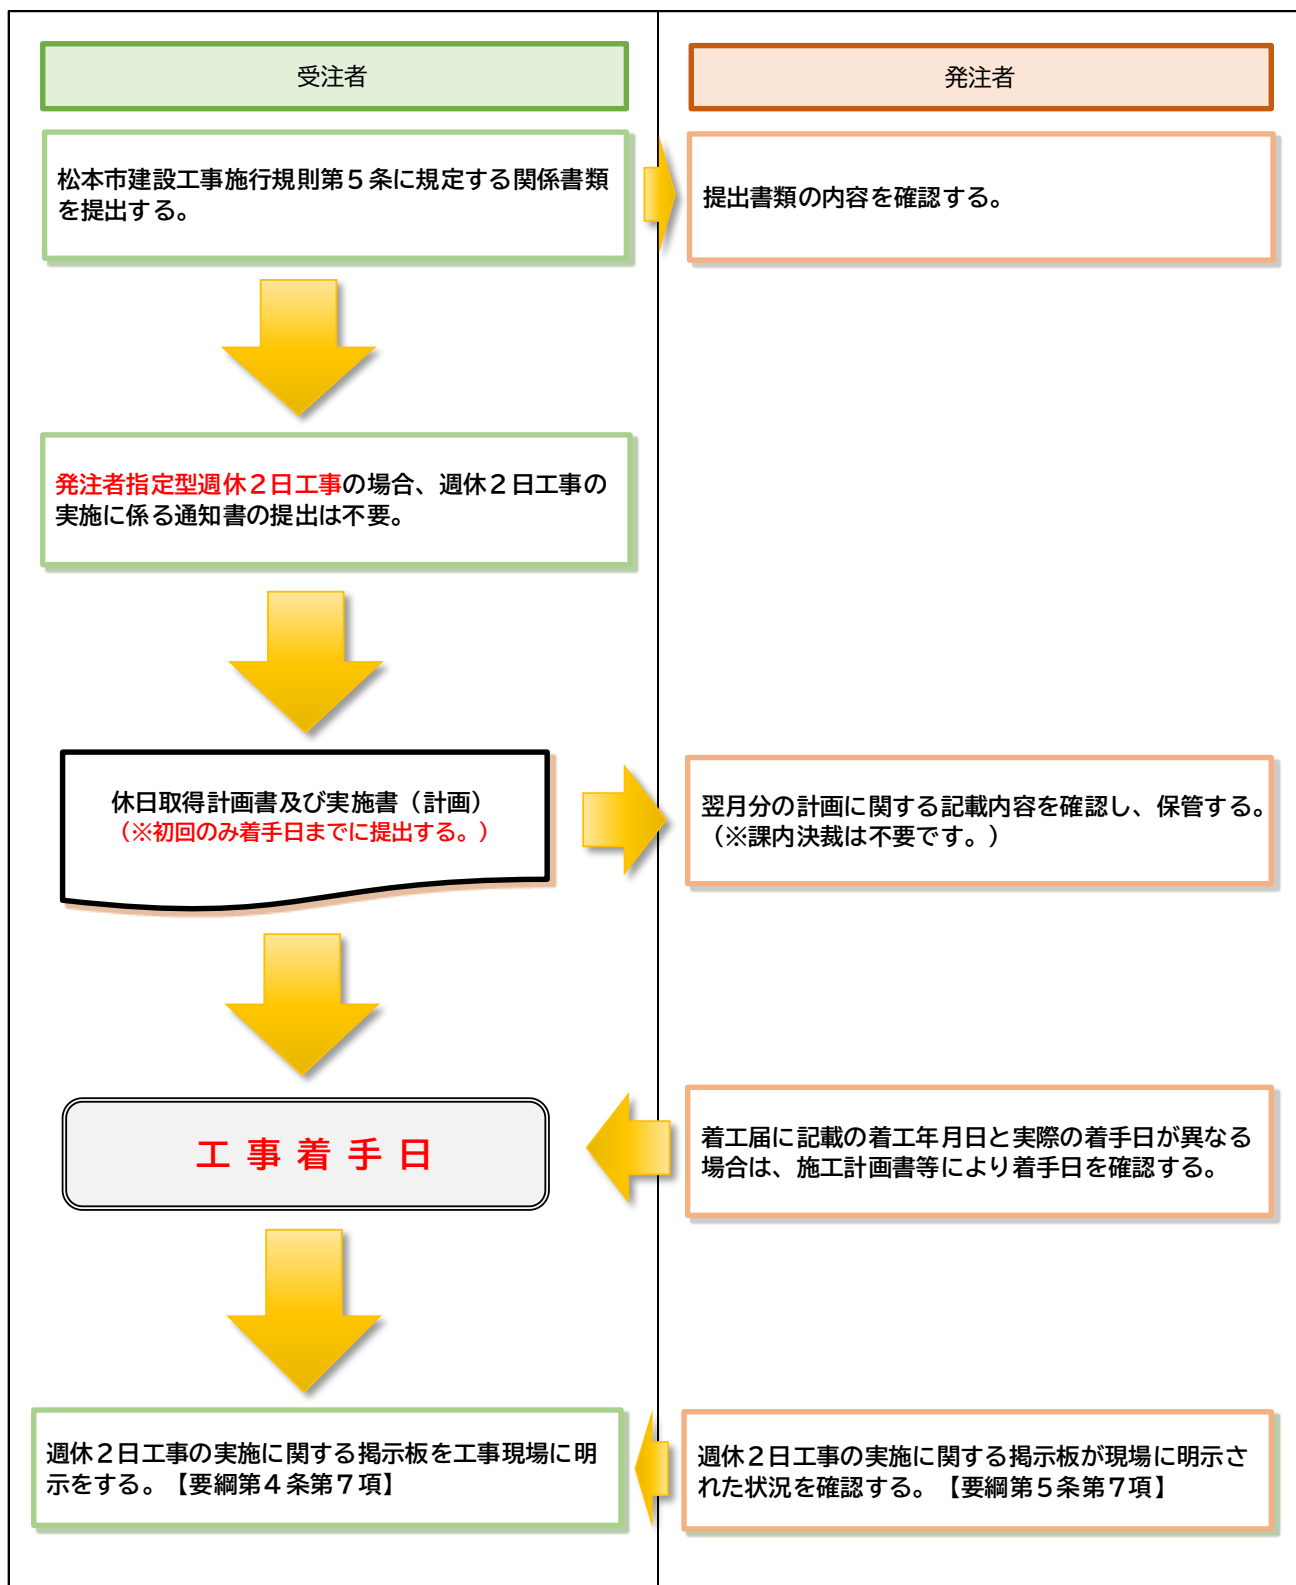 受注者
発注者
松本市建設工事施行規則第５条に規定する関係書類
を提出する。
提出書類の内容を確認する。
発注者指定型週休２日工事の場合、週休２日工事の
実施に係る通知書の提出は不要。
休日取得計画書及び実施書（計画）
（※初回のみ着手日までに提出する。）
翌月分の計画に関する記載内容を確認し、保管する。
（※課内決裁は不要です。）
工事着手日
着工届に記載の着工年月日と実際の着手日が異なる
場合は、施工計画書等により着手日を確認する。
週休２日工事の実施に関する掲示板を工事現場に明
示をする。【要綱第４条第７項】
週休２日工事の実施に関する掲示板が現場に明示さ
れた状況を確認する。【要綱第５条第７項】